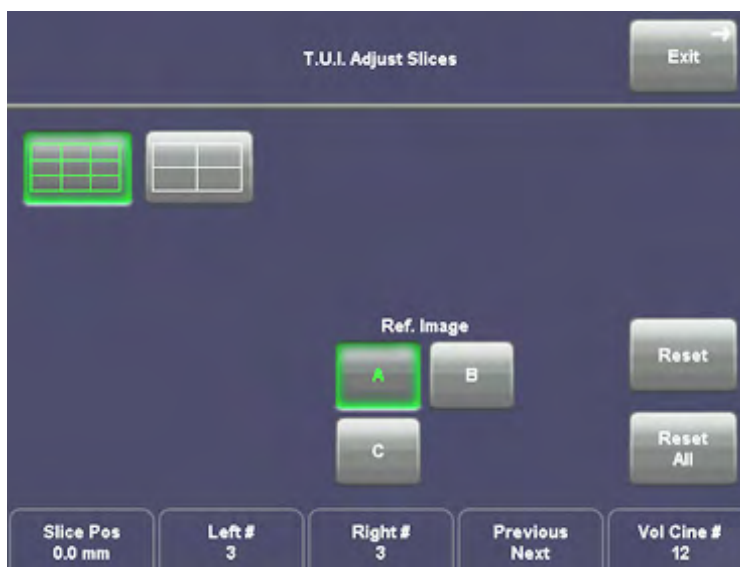 T.U.I. Adjust Slices
Exit
Ref. Image
A
B
C
Reset
Reset
All
Slice Pos
0.0 mm
Left #
3
Right #
3
Previous
Next
Vol Cine #
12